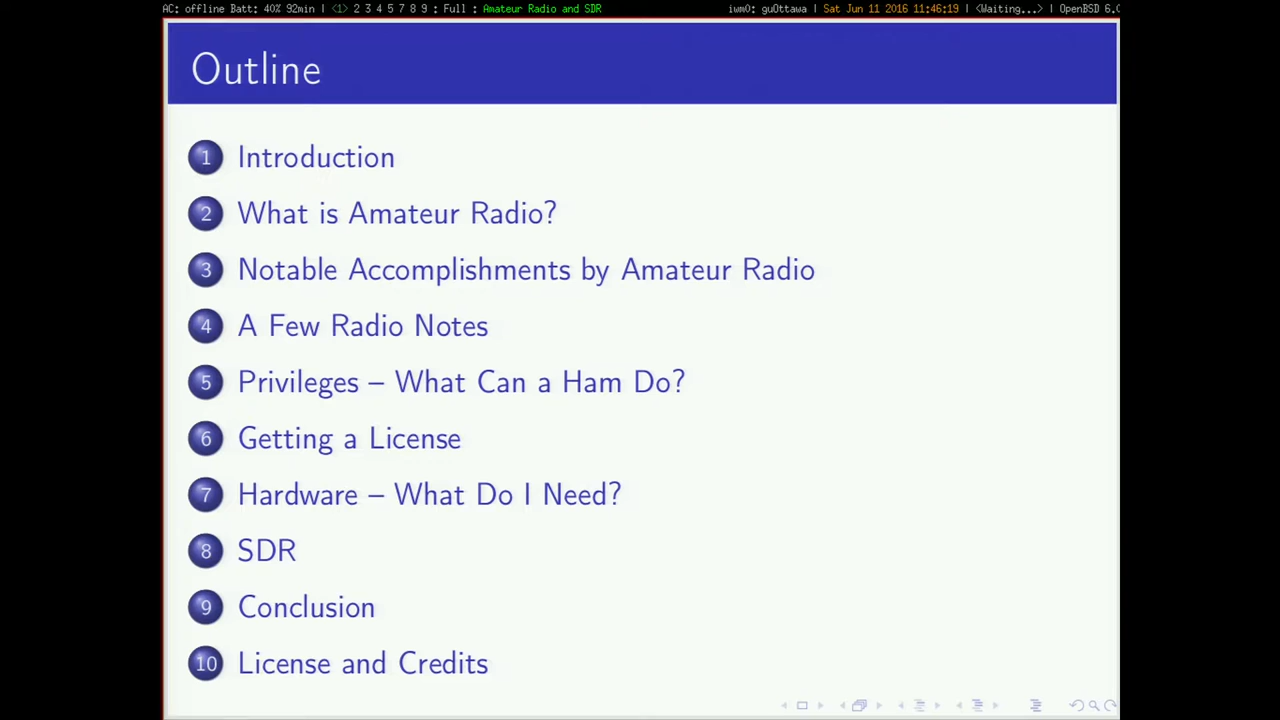 AC: offline Batt: 40% 92min | <1> 2 3 4 5 7 8 9 : Full : Amateur Radio and SDR iwm0: guOttawa | Sat Jun 11 2016 11:46:19 | <Waiting...> | OpenBSD 6.0
Outline
1 Introduction
2 What is Amateur Radio?
3 Notable Accomplishments by Amateur Radio
4 A Few Radio Notes
5 Privileges – What Can a Ham Do?
6 Getting a License
7 Hardware – What Do I Need?
8 SDR
9 Conclusion
10 License and Credits